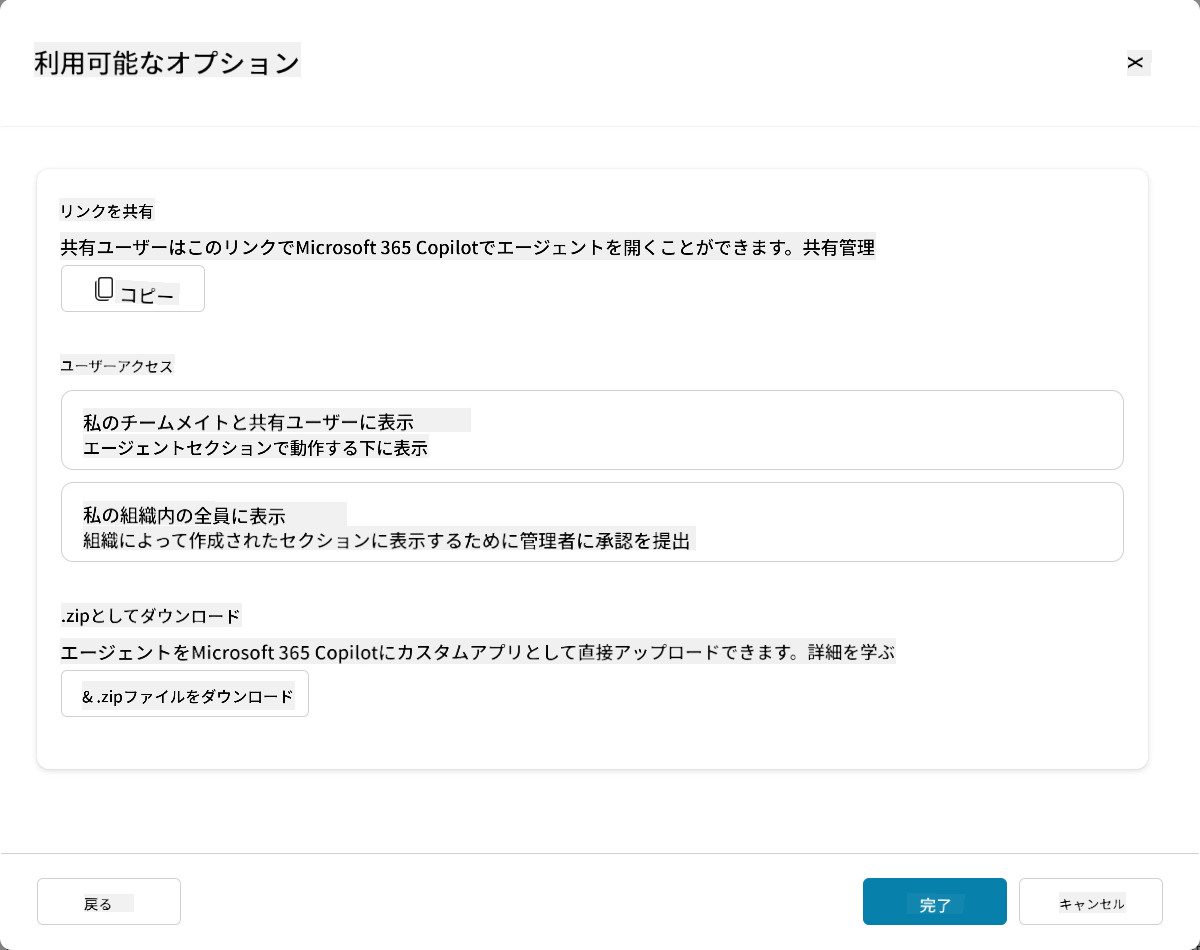 利用可能なオプション
リンクを共有
共有ユーザーはこのリンクでMicrosoft 365 Copilotでエージェントを開くことができます。共有管理
コピー
ユーザーアクセス
私のチームメイトと共有ユーザーに表示
エージェントセクションで動作する下に表示
私の組織内の全員に表示
組織によって作成されたセクションに表示するために管理者に承認を提出
.zipとしてダウンロード
エージェントをMicrosoft 365 Copilotにカスタムアプリとして直接アップロードできます。詳細を学ぶ
& .zipファイルをダウンロード
戻る
完了
キャンセル